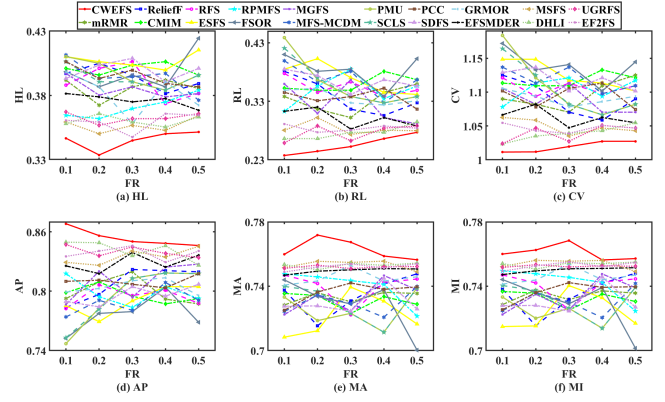 CWEFS ReliefF RFS RPMFS MGFS PMU PCC GRMOR MSFS UGRFS
mRMR CMIM ESFS FSOR MFS-MCDM SCLS SDFS EFSMDER DHLI EF2FS
0.43 0.43 1.15
HL RL CV
0.38 0.33 1.1
1.05
0.33 0.23 1
0.1 0.2 0.3 0.4 0.5 0.1 0.2 0.3 0.4 0.5 0.1 0.2 0.3 0.4 0.5
FR FR FR
(a) HL (b) RL (c) CV
0.86 0.78 0.78
AP MA MI
0.8 0.74 0.74
0.74 0.7 0.7
0.1 0.2 0.3 0.4 0.5 0.1 0.2 0.3 0.4 0.5 0.1 0.2 0.3 0.4 0.5
FR FR FR
(d) AP (e) MA (f) MI